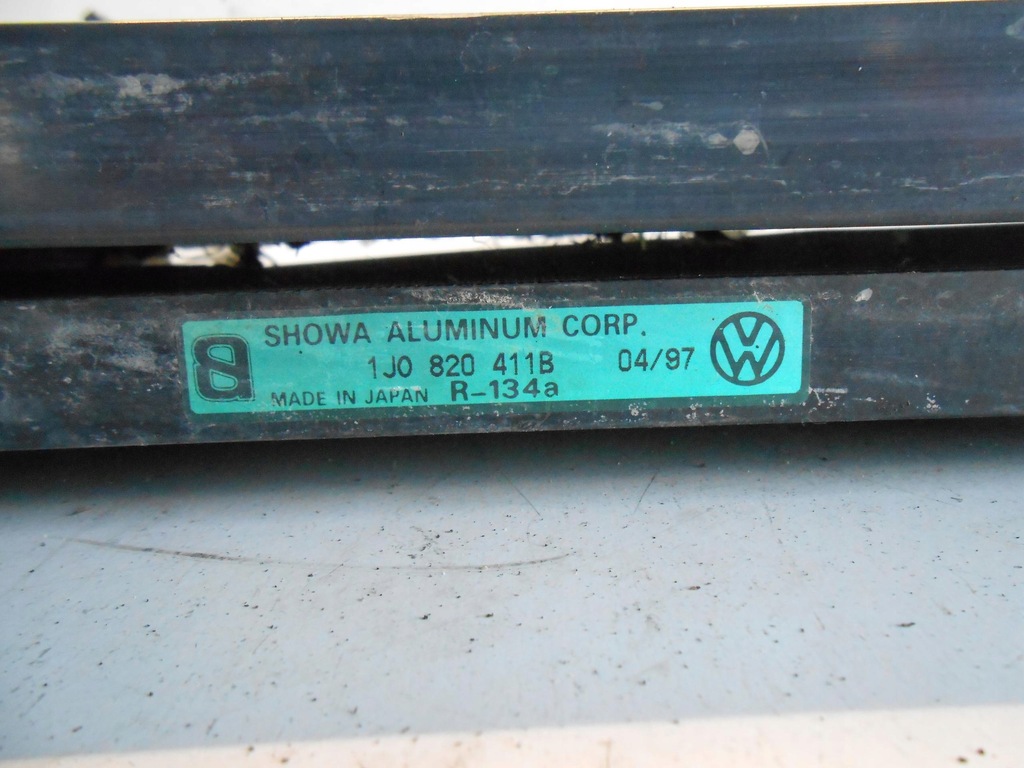 SHOWA ALUMINUM CORP.
1J0 820 411B 04/97
MADE IN JAPAN R-134a